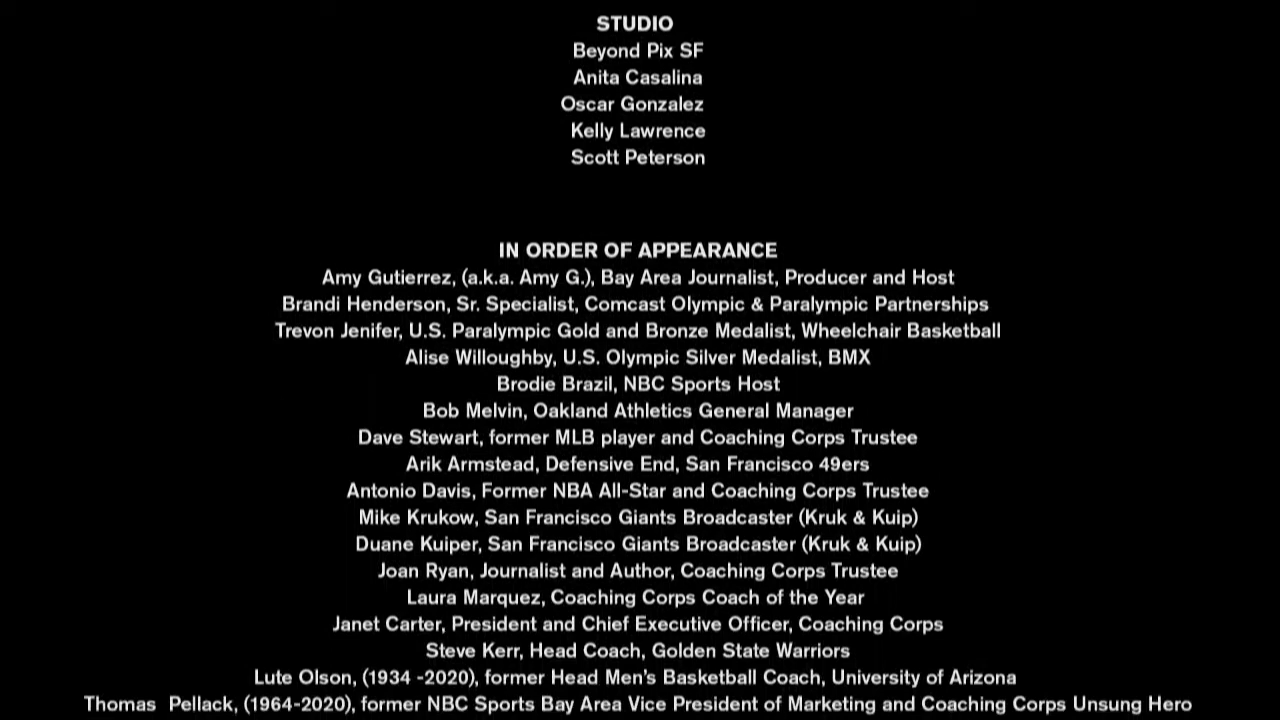 STUDIO
Beyond Pix SF
Anita Casalina
Oscar Gonzalez
Kelly Lawrence
Scott Peterson
IN ORDER OF APPEARANCE
Amy Gutierrez, (a.k.a. Amy G.), Bay Area Journalist, Producer and Host
Brandi Henderson, Sr. Specialist, Comcast Olympic & Paralympic Partnerships
Trevon Jenifer, U.S. Paralympic Gold and Bronze Medalist, Wheelchair Basketball
Alise Willoughby, U.S. Olympic Silver Medalist, BMX
Brodie Brazil, NBC Sports Host
Bob Melvin, Oakland Athletics General Manager
Dave Stewart, former MLB player and Coaching Corps Trustee
Arik Armstead, Defensive End, San Francisco 49ers
Antonio Davis, Former NBA All-Star and Coaching Corps Trustee
Mike Krukow, San Francisco Giants Broadcaster (Kruk & Kuip)
Duane Kuiper, San Francisco Giants Broadcaster (Kruk & Kuip)
Joan Ryan, Journalist and Author, Coaching Corps Trustee
Laura Marquez, Coaching Corps Coach of the Year
Janet Carter, President and Chief Executive Officer, Coaching Corps
Steve Kerr, Head Coach, Golden State Warriors
Lute Olson, (1934 -2020), former Head Men's Basketball Coach, University of Arizona
Thomas  Pellack, (1964-2020), former NBC Sports Bay Area Vice President of Marketing and Coaching Corps Unsung Hero